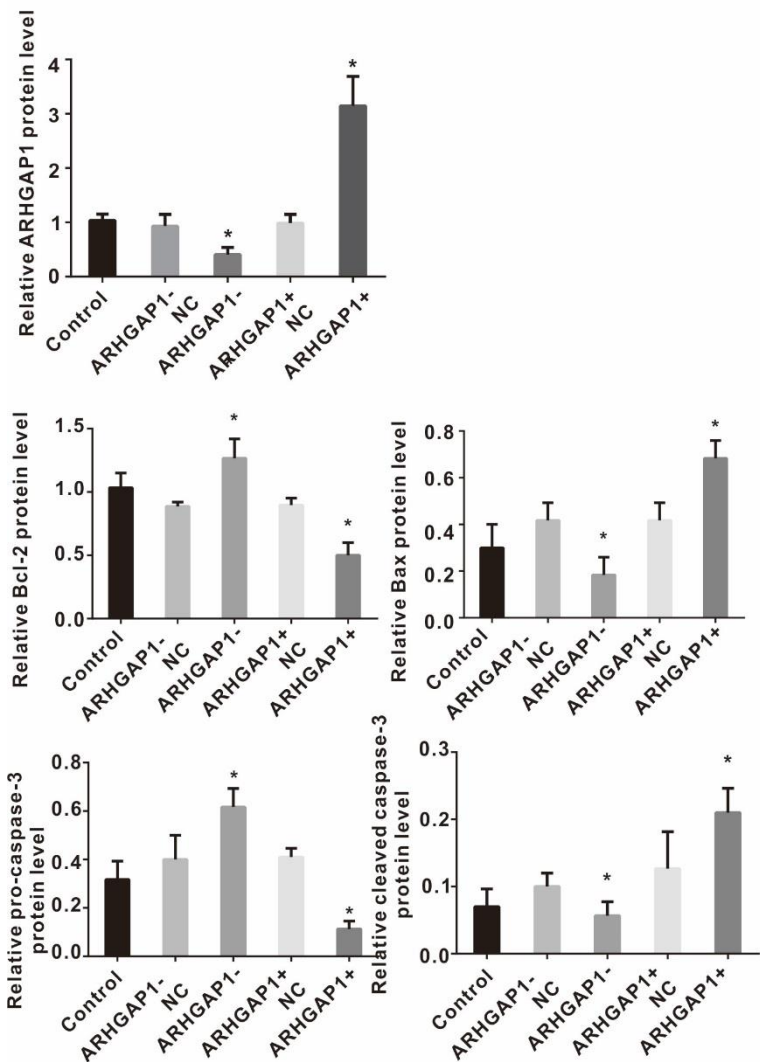 Relative ARHGAP1 protein level
4
3
2
1
0
*
*
Control
ARHGAP1-
NC
ARHGAP1-
ARHGAP1+
NC
ARHGAP1+
Relative Bcl-2 protein level
1.5
1.0
0.5
0.0
*
*
Control
ARHGAP1-
NC
ARHGAP1-
ARHGAP1+
NC
ARHGAP1+
Relative Bax protein level
0.8
0.6
0.4
0.2
0.0
*
*
Control
ARHGAP1-
NC
ARHGAP1-
ARHGAP1+
NC
ARHGAP1+
Relative pro-caspase-3
protein level
0.8
0.6
0.4
0.2
0.0
*
*
Control
ARHGAP1-
NC
ARHGAP1-
ARHGAP1+
NC
ARHGAP1+
Relative cleaved caspase-3
protein level
0.3
0.2
0.1
0.0
*
*
Control
ARHGAP1-
NC
ARHGAP1-
ARHGAP1+
NC
ARHGAP1+